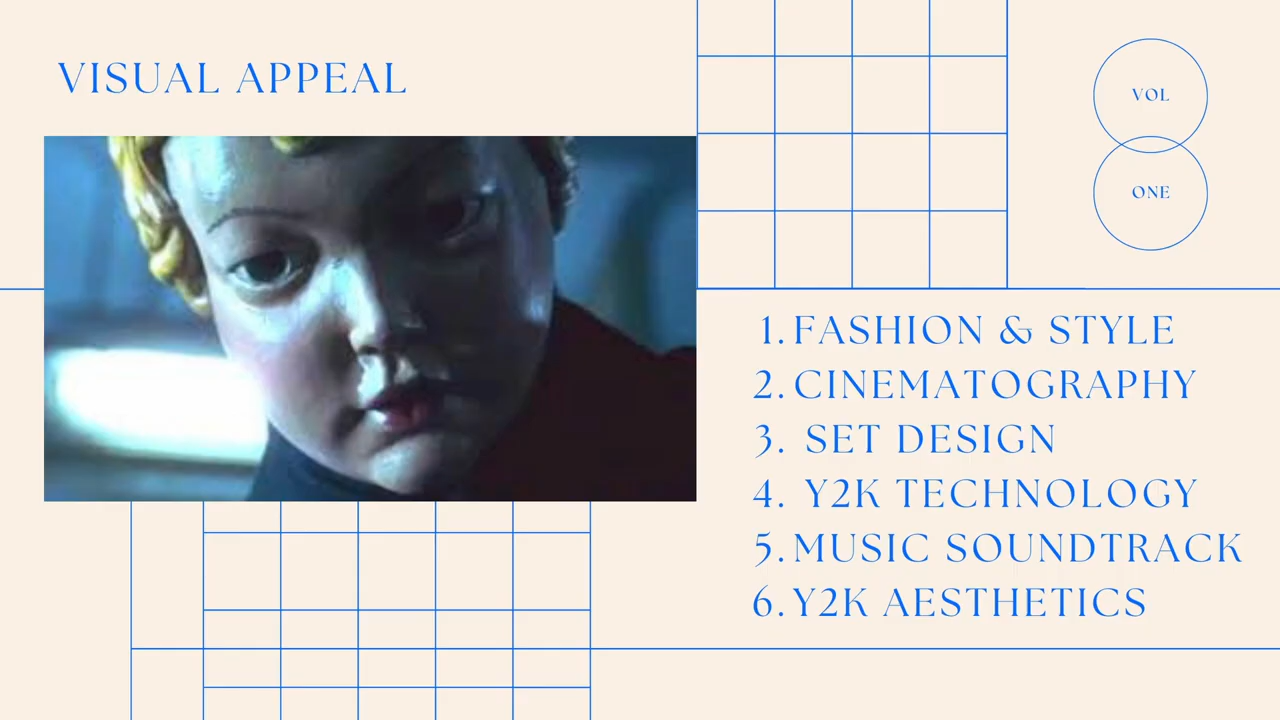 VISUAL APPEAL
VOL
ONE
1. FASHION & STYLE
2. CINEMATOGRAPHY
3. SET DESIGN
4. Y2K TECHNOLOGY
5. MUSIC SOUNDTRACK
6. Y2K AESTHETICS